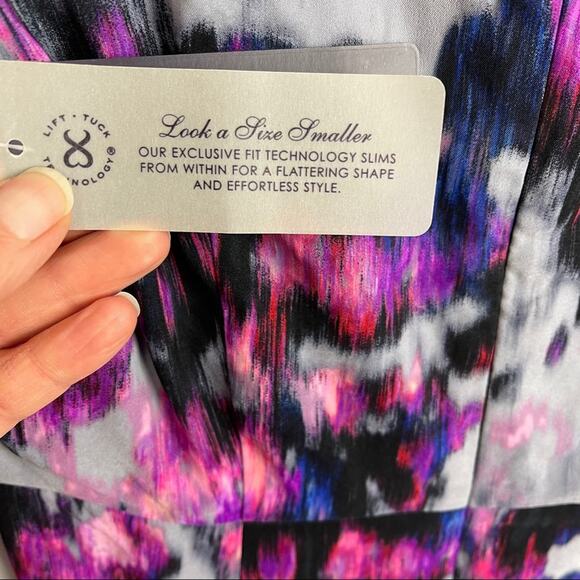 LIFT · TUCK
TECHNOLOGY®
Look a Size Smaller
OUR EXCLUSIVE FIT TECHNOLOGY SLIMS
FROM WITHIN FOR A FLATTERING SHAPE
AND EFFORTLESS STYLE.